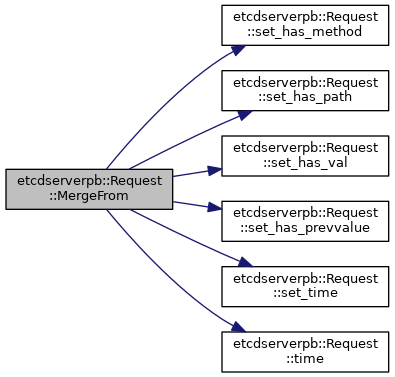 etcdserverpb::Request
::MergeFrom
etcdserverpb::Request
::set_has_method
etcdserverpb::Request
::set_has_path
etcdserverpb::Request
::set_has_val
etcdserverpb::Request
::set_has_prevvalue
etcdserverpb::Request
::set_time
etcdserverpb::Request
::time